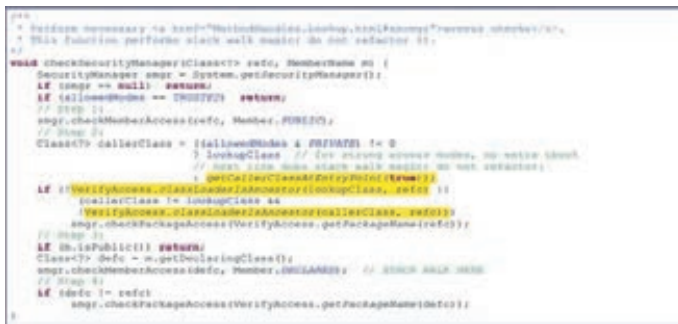 /**
* Perform necessary <a href="MethodHandles.Lookup.html#secmgr">access checks</a>.
* This function performs stack walk magic: do not refactor it.
*/
void checkSecurityManager(Class<?> refc, MemberName m) {
SecurityManager smgr = System.getSecurityManager();
if (smgr == null) return;
if (allowedModes == TRUSTED) return;
// Step 1:
smgr.checkMemberAccess(refc, Member.PUBLIC);
// Step 2:
Class<?> callerClass = ((allowedModes & PRIVATE) != 0
? lookupClass // for strong access modes, no extra check
// next line does stack walk magic: do not refactor:
: getCallerClassAtEntryPoint(true));
if (!VerifyAccess.classLoaderIsAncestor(lookupClass, refc) ||
(callerClass != lookupClass &&
!VerifyAccess.classLoaderIsAncestor(callerClass, refc)))
smgr.checkPackageAccess(VerifyAccess.getPackageName(refc));
// Step 3:
if (m.isPublic()) return;
Class<?> defc = m.getDeclaringClass();
smgr.checkMemberAccess(defc, Member.DECLARED); // STACK WALK HERE
// Step 4:
if (defc != refc)
smgr.checkPackageAccess(VerifyAccess.getPackageName(defc));
}